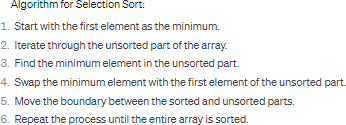 Algorithm for Selection Sort:
1. Start with the first element as the minimum.
2. Iterate through the unsorted part of the array.
3. Find the minimum element in the unsorted part.
4. Swap the minimum element with the first element of the unsorted part.
5. Move the boundary between the sorted and unsorted parts.
6. Repeat the process until the entire array is sorted.